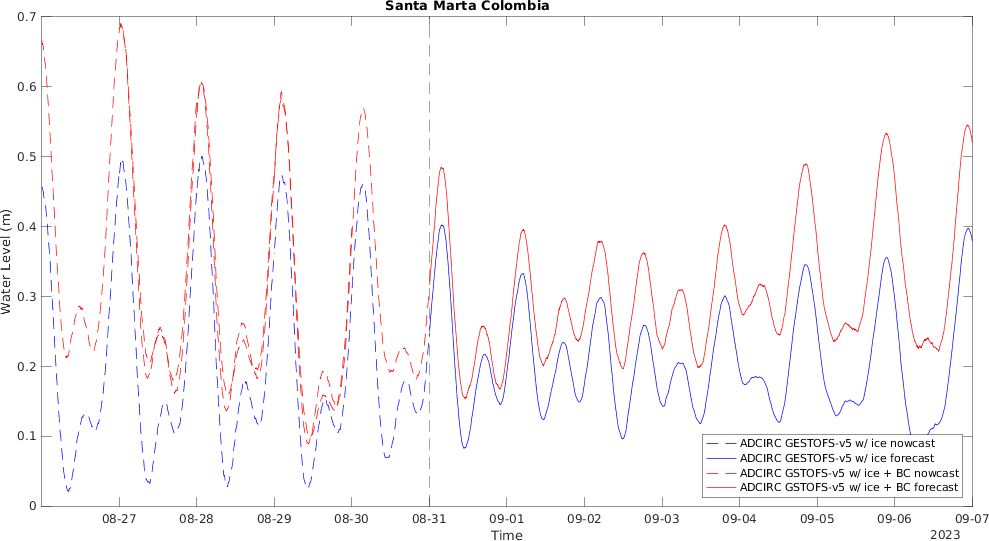 Santa Marta Colombia
0.7
0.6
0.5
0.4
0.3
0.2
0.1
0
Water Level (m)
08-27 08-28 08-29 08-30 08-31 09-01 09-02 09-03 09-04 09-05 09-06 09-07
Time
2023
ADCIRC GESTOFS-v5 w/ ice nowcast
ADCIRC GESTOFS-v5 w/ ice forecast
ADCIRC GSTOFS-v5 w/ ice + BC nowcast
ADCIRC GSTOFS-v5 w/ ice + BC forecast